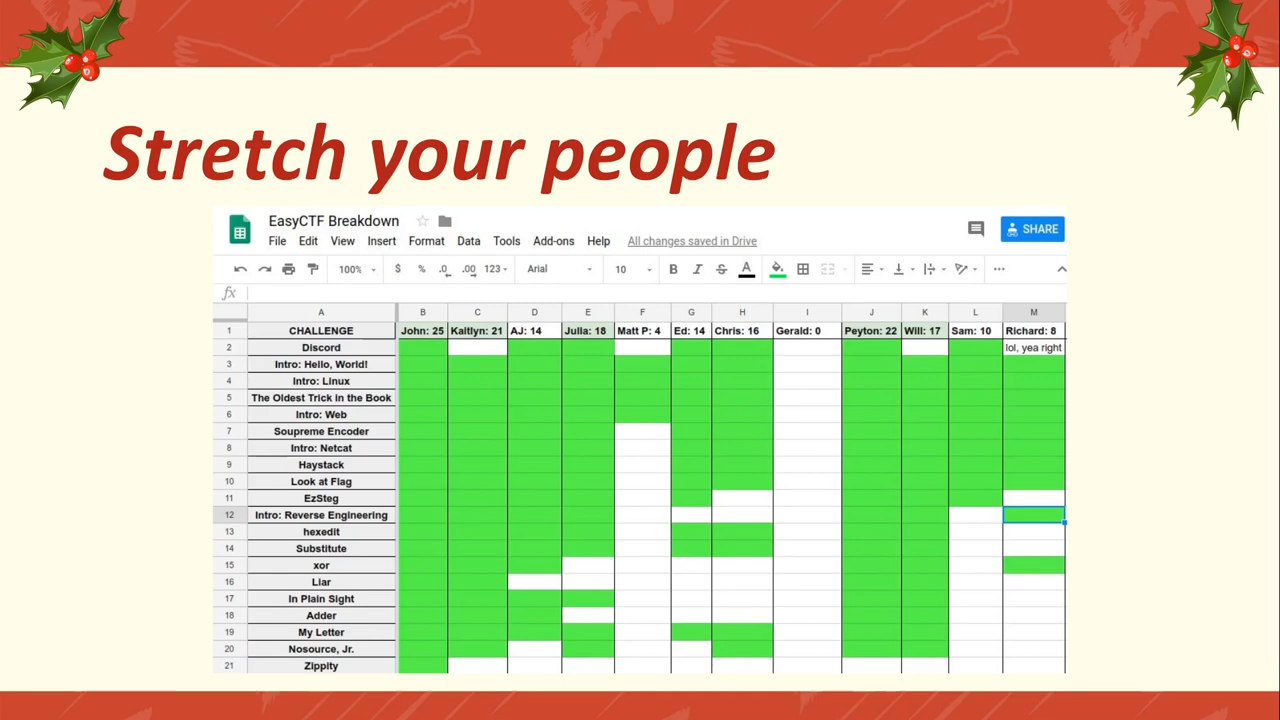 Stretch your people
EasyCTF Breakdown
SHARE
File Edit View Insert Format Data Tools Add-ons Help All changes saved in Drive
100% $ % .0 .00 123 Arial 10 B I S A
fx
A B C D E F G H I J K L M
1 CHALLENGE John: 25 Kaitlyn: 21 AJ: 14 Julia: 18 Matt P: 4 Ed: 14 Chris: 16 Gerald: 0 Peyton: 22 Will: 17 Sam: 10 Richard: 8
2 Discord lol, yea right
3 Intro: Hello, World!
4 Intro: Linux
5 The Oldest Trick in the Book
6 Intro: Web
7 Soupreme Encoder
8 Intro: Netcat
9 Haystack
10 Look at Flag
11 EzSteg
12 Intro: Reverse Engineering
13 hexedit
14 Substitute
15 xor
16 Liar
17 In Plain Sight
18 Adder
19 My Letter
20 Nosource, Jr.
21 Zippity